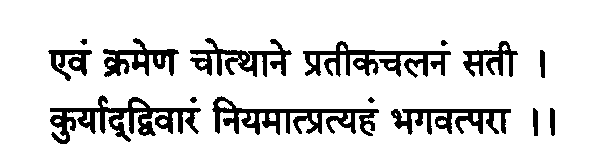 एवं क्रमेण चोत्थाने प्रतीकचलनं सती ।
कुर्याद्द्विवारं नियमात्प्रत्यहं भगवत्परा ।।